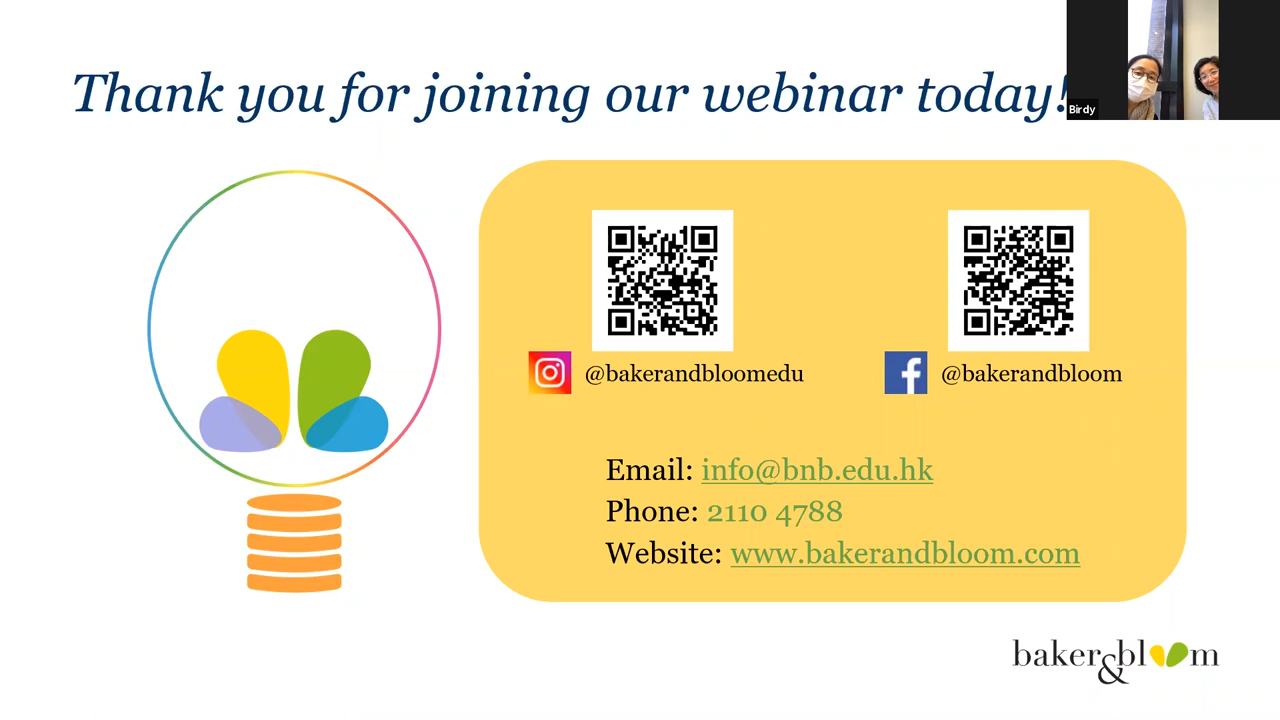 Thank you for joining our webinar today!
Birdy
@bakerandbloomedu
@bakerandbloom
Email: info@bnb.edu.hk
Phone: 2110 4788
Website: www.bakerandbloom.com
baker&bloom